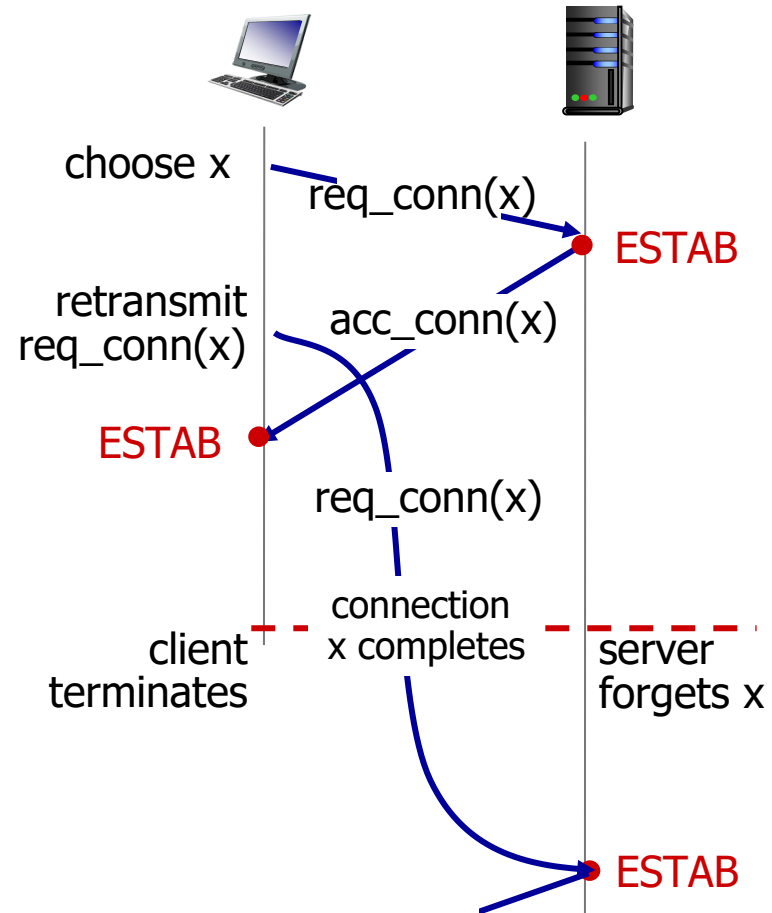 choose x
req_conn(x)
ESTAB
retransmit
req_conn(x)
acc_conn(x)
ESTAB
req_conn(x)
connection
x completes
client
terminates
server
forgets x
ESTAB